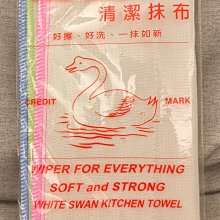 清潔抹布
好擦、好洗、一抹如新
CREDIT MARK
WIPER FOR EVERYTHING
SOFT and STRONG
WHITE SWAN KITCHEN TOWEL